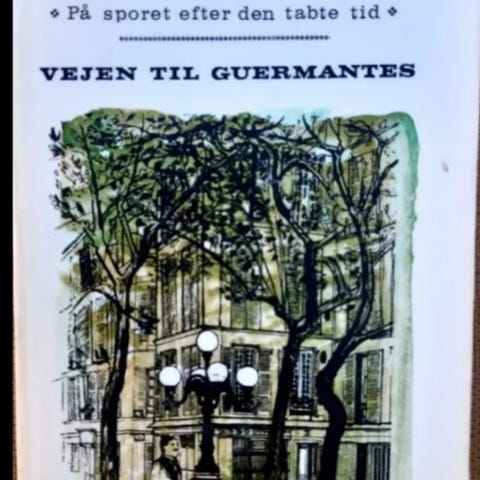 På sporet efter den tabte tid
VEJEN TIL GUERMANTES